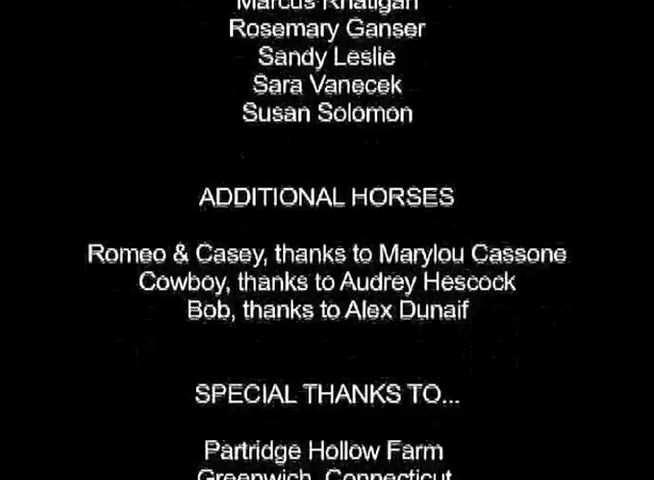 Marcus Rhatigan
Rosemary Ganser
Sandy Leslie
Sara Vanecek
Susan Solomon
ADDITIONAL HORSES
Romeo & Casey, thanks to Marylou Cassone
Cowboy, thanks to Audrey Hescock
Bob, thanks to Alex Dunaif
SPECIAL THANKS TO...
Partridge Hollow Farm
Greenwich, Connecticut